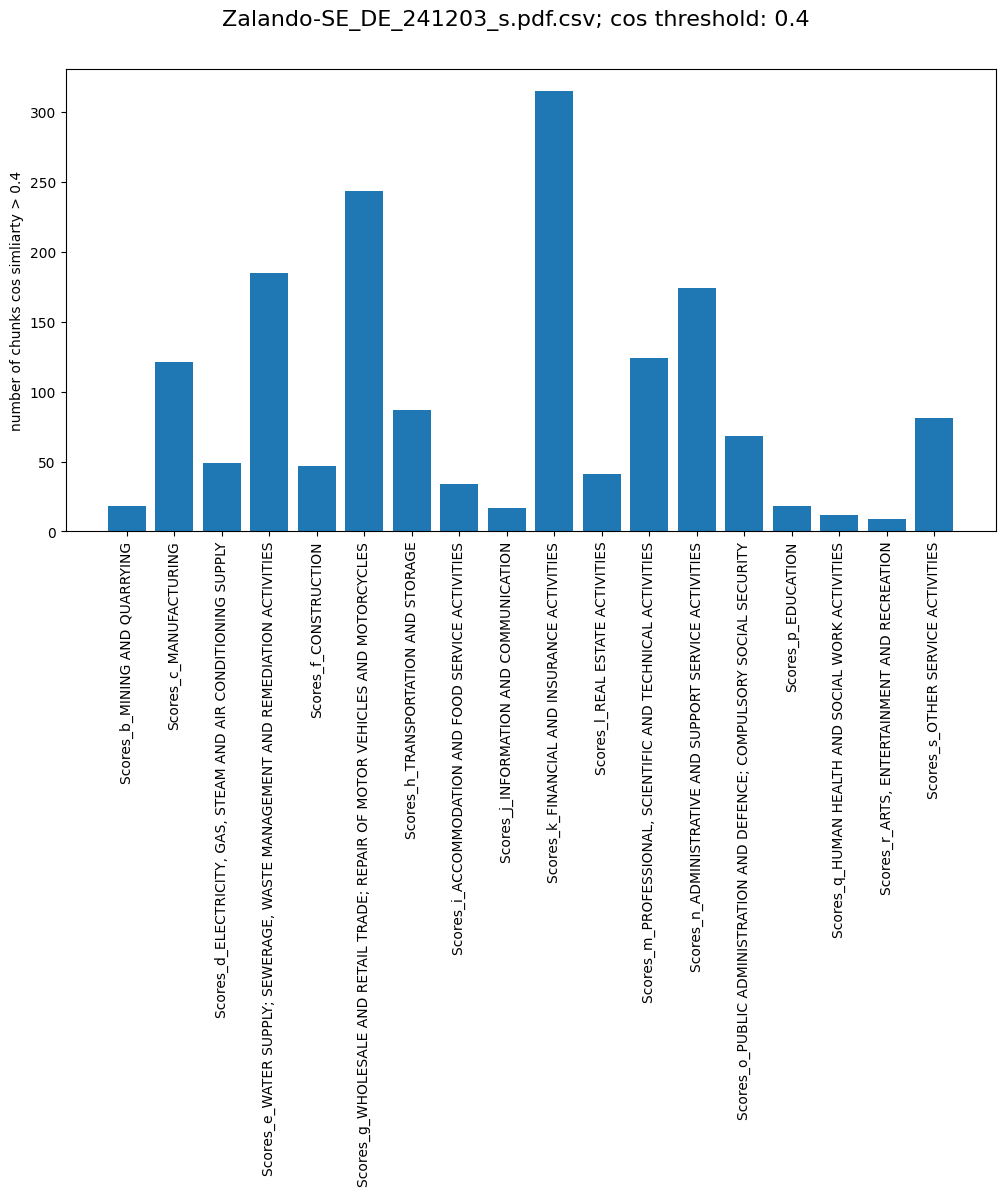 Zalando-SE_DE_241203_s.pdf.csv; cos threshold: 0.4
number of chunks cos simliarty > 0.4
300
250
200
150
100
50
0
Scores_b_MINING AND QUARRYING
Scores_c_MANUFACTURING
Scores_d_ELECTRICITY, GAS, STEAM AND AIR CONDITIONING SUPPLY
Scores_e_WATER SUPPLY; SEWERAGE, WASTE MANAGEMENT AND REMEDIATION ACTIVITIES
Scores_f_CONSTRUCTION
Scores_g_WHOLESALE AND RETAIL TRADE; REPAIR OF MOTOR VEHICLES AND MOTORCYCLES
Scores_h_TRANSPORTATION AND STORAGE
Scores_i_ACCOMMODATION AND FOOD SERVICE ACTIVITIES
Scores_j_INFORMATION AND COMMUNICATION
Scores_k_FINANCIAL AND INSURANCE ACTIVITIES
Scores_l_REAL ESTATE ACTIVITIES
Scores_m_PROFESSIONAL, SCIENTIFIC AND TECHNICAL ACTIVITIES
Scores_n_ADMINISTRATIVE AND SUPPORT SERVICE ACTIVITIES
Scores_o_PUBLIC ADMINISTRATION AND DEFENCE; COMPULSORY SOCIAL SECURITY
Scores_p_EDUCATION
Scores_q_HUMAN HEALTH AND SOCIAL WORK ACTIVITIES
Scores_r_ARTS, ENTERTAINMENT AND RECREATION
Scores_s_OTHER SERVICE ACTIVITIES